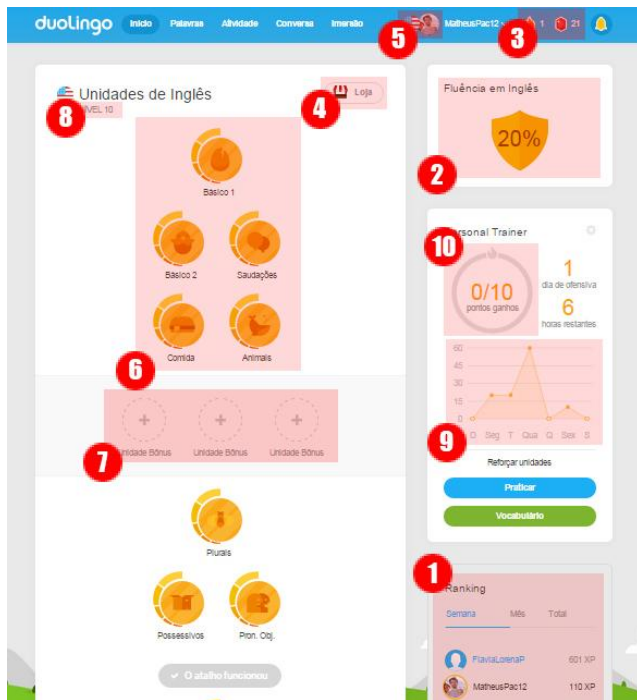 duolingo Início Palavras Atividade Conversa Imersão MatheusPac12 1 21
5
3
Unidades de Inglês
Loja
4
8
NÍVEL 10
Básico 1
Básico 2 Saudações
Comida Animais
6
Unidade Bônus Unidade Bônus Unidade Bônus
7
Plurais
Possessivos Pron. Obj.
O atalho funcionou
Fluência em Inglês
20%
2
Personal Trainer
10
0/10
pontos ganhos
1
dia de ofensiva
6
horas restantes
60
45
30
15
0
D Seg T Qua Q Sex S
9
Reforçar unidades
Praticar
Vocabulário
1
Ranking
Semana Mês Total
FlaviaLorenaP 601 XP
MatheusPac12 110 XP